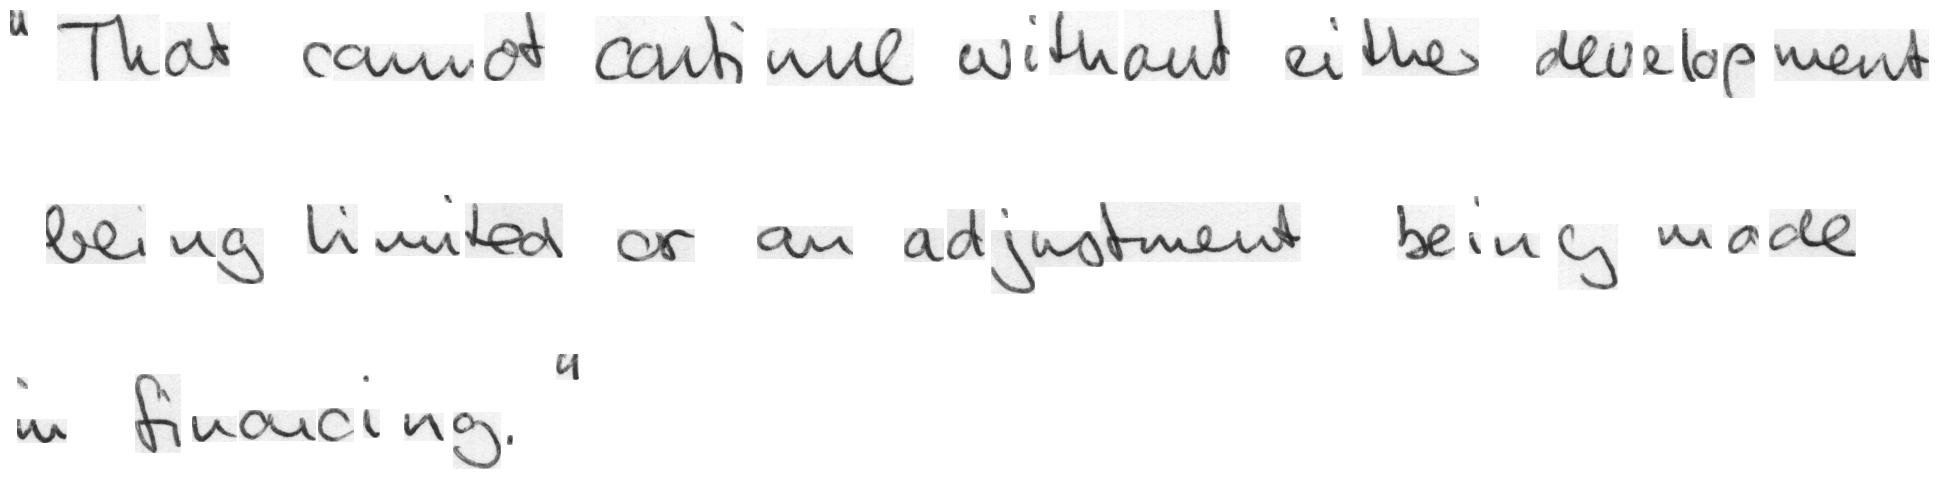 "That cannot continue without either development
being limited or an adjustment being made
in financing."